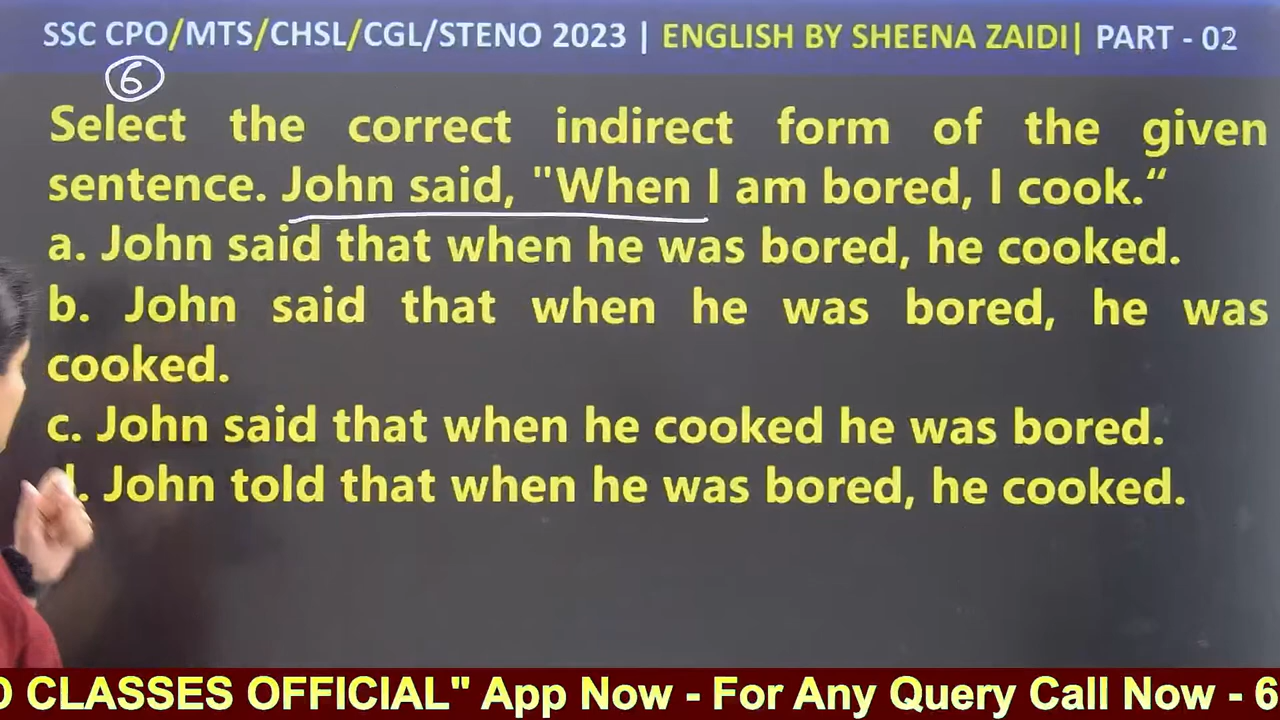 SSC CPO/MTS/CHSL/CGL/STENO 2023 | ENGLISH BY SHEENA ZAIDI| PART - 02
6
Select the correct indirect form of the given
sentence. John said, "When I am bored, I cook.“
a. John said that when he was bored, he cooked.
b. John said that when he was bored, he was
cooked.
c. John said that when he cooked he was bored.
d. John told that when he was bored, he cooked.
CLASSES OFFICIAL" App Now - For Any Query Call Now - 6